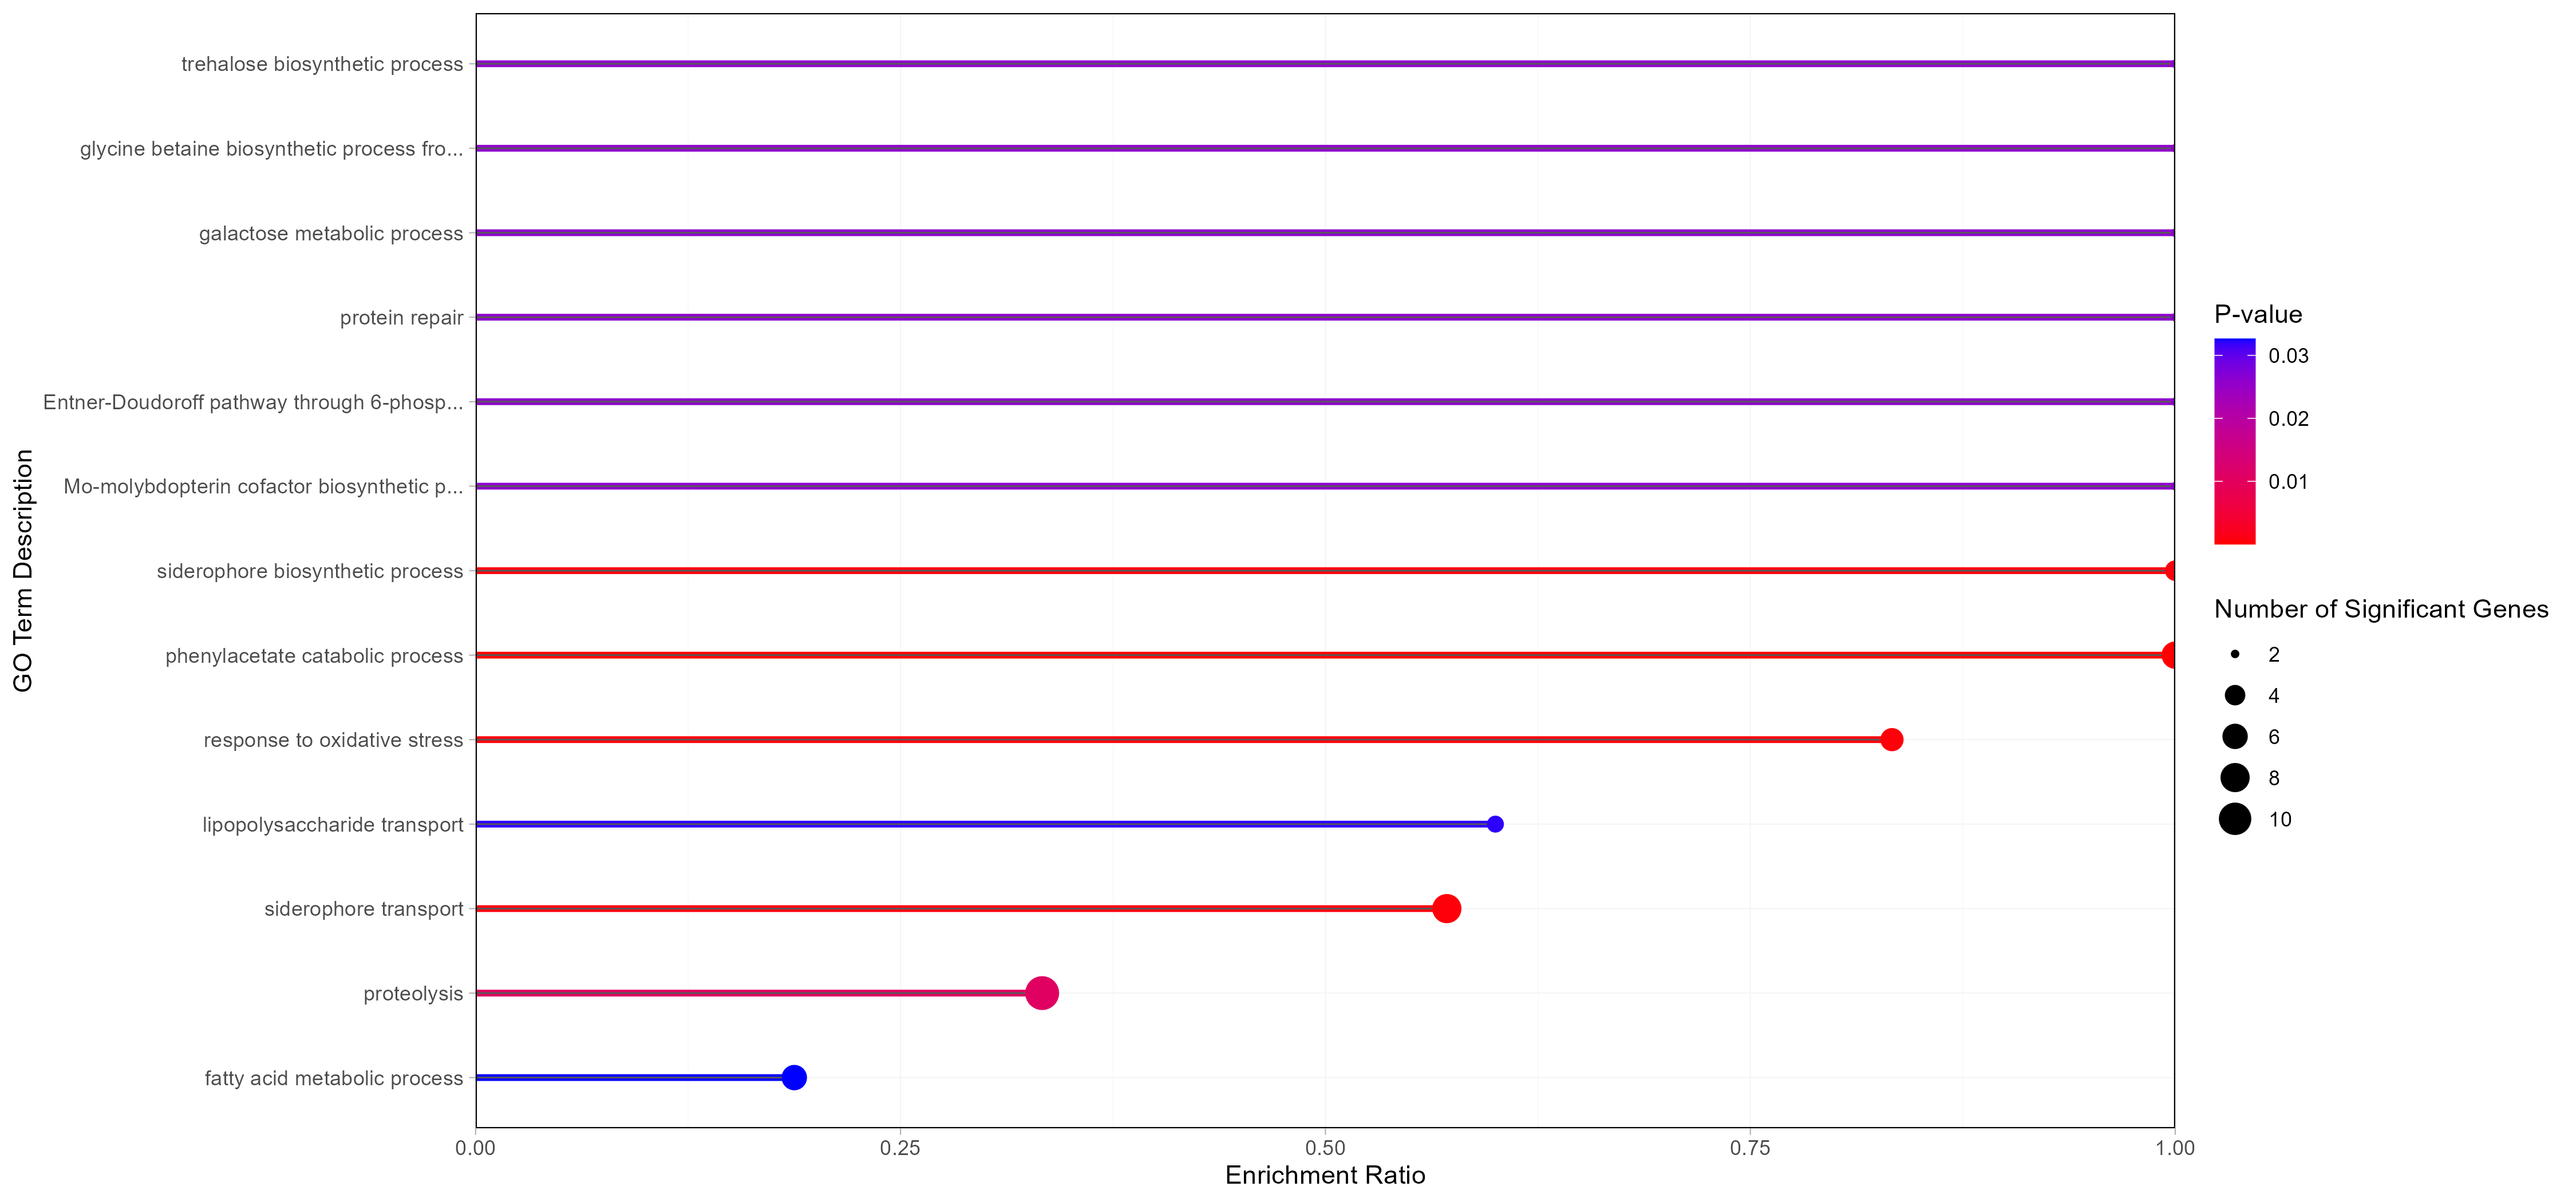 GO Term Description
trehalose biosynthetic process
glycine betaine biosynthetic process fro...
galactose metabolic process
protein repair
Entner-Doudoroff pathway through 6-phosp...
Mo-molybdopterin cofactor biosynthetic p...
siderophore biosynthetic process
phenylacetate catabolic process
response to oxidative stress
lipopolysaccharide transport
siderophore transport
proteolysis
fatty acid metabolic process
0.00 0.25 0.50 0.75 1.00
Enrichment Ratio
P-value
0.03
0.02
0.01
Number of Significant Genes
2
4
6
8
10